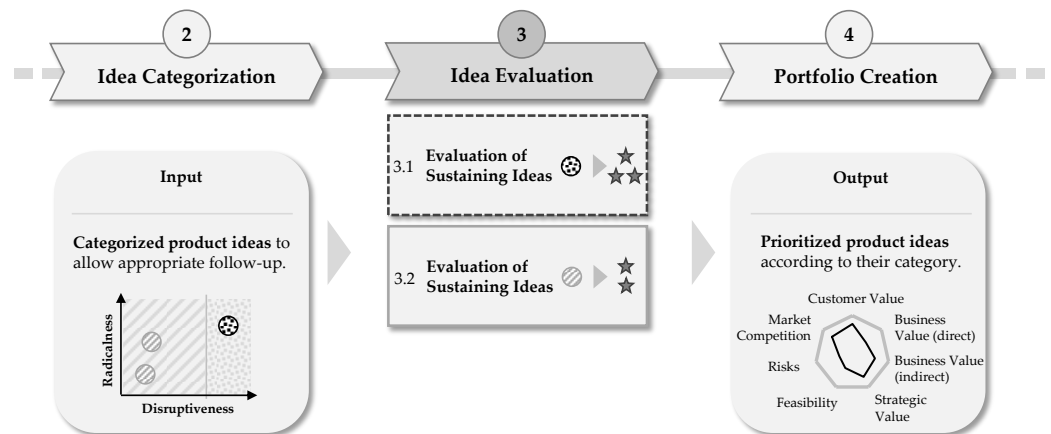 2
Idea Categorization
3
Idea Evaluation
4
Portfolio Creation
Input
Categorized product ideas to
allow appropriate follow-up.
Radicalness
Disruptiveness
3.1
Evaluation of
Sustaining Ideas
3.2
Evaluation of
Sustaining Ideas
Output
Prioritized product ideas
according to their category.
Customer Value
Market
Competition
Business
Value (direct)
Risks
Business Value
(indirect)
Feasibility
Strategic
Value